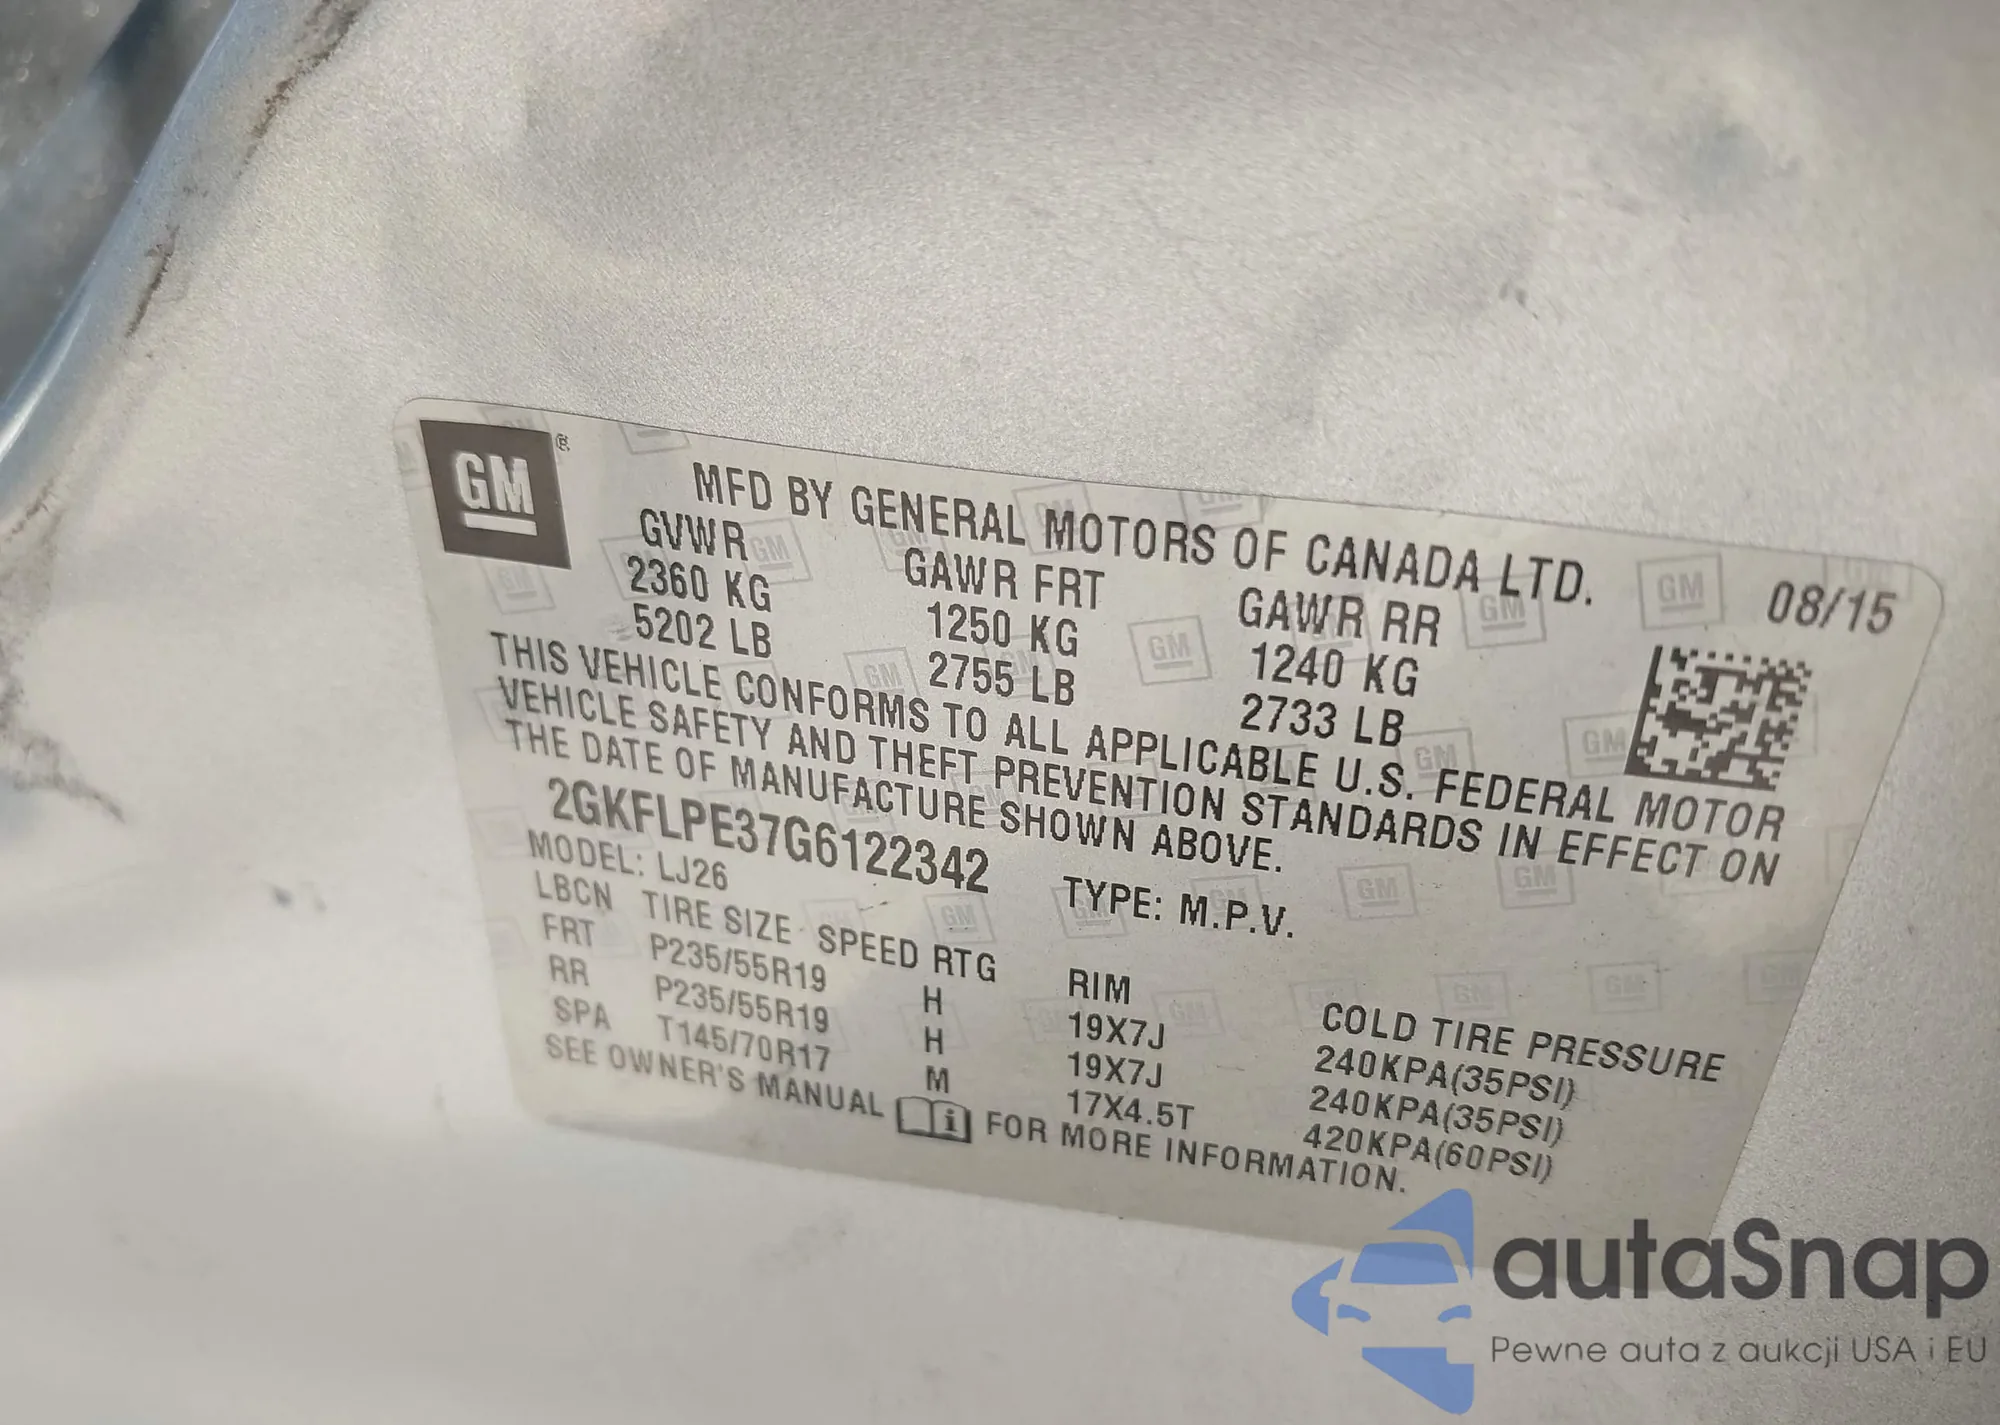 GM
MFD BY GENERAL MOTORS OF CANADA LTD.
08/15
GVWR GAWR FRT GAWR RR
2360 KG 1250 KG 1240 KG
5202 LB 2755 LB 2733 LB
THIS VEHICLE CONFORMS TO ALL APPLICABLE U.S. FEDERAL MOTOR
VEHICLE SAFETY AND THEFT PREVENTION STANDARDS IN EFFECT ON
THE DATE OF MANUFACTURE SHOWN ABOVE.
2GKFLPE37G6122342 TYPE: M.P.V.
MODEL: LJ26
LBCN TIRE SIZE SPEED RTG RIM COLD TIRE PRESSURE
FRT P235/55R19 H 19X7J 240KPA(35PSI)
RR P235/55R19 H 19X7J 240KPA(35PSI)
SPA T145/70R17 M 17X4.5T 420KPA(60PSI)
SEE OWNER'S MANUAL FOR MORE INFORMATION.
autaSnap
Pewne auta z aukcji USA i EU